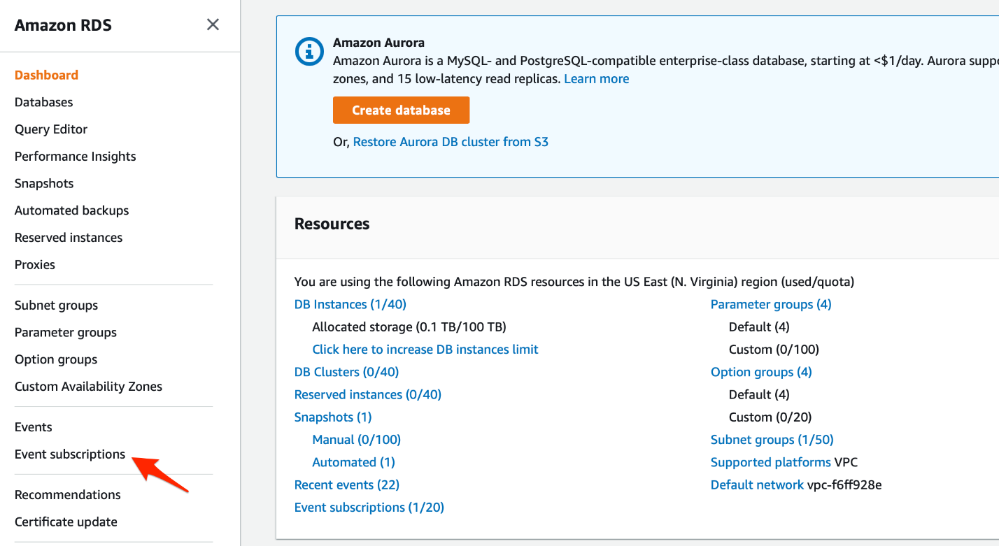 Amazon RDS
Dashboard
Databases
Query Editor
Performance Insights
Snapshots
Automated backups
Reserved instances
Proxies
Subnet groups
Parameter groups
Option groups
Custom Availability Zones
Events
Event subscriptions
Recommendations
Certificate update
Amazon Aurora
Amazon Aurora is a MySQL- and PostgreSQL-compatible enterprise-class database, starting at <$1/day. Aurora supp
zones, and 15 low-latency read replicas. Learn more
Create database
Or, Restore Aurora DB cluster from S3
Resources
You are using the following Amazon RDS resources in the US East (N. Virginia) region (used/quota)
DB Instances (1/40)
Allocated storage (0.1 TB/100 TB)
Click here to increase DB instances limit
DB Clusters (0/40)
Reserved instances (0/40)
Snapshots (1)
Manual (0/100)
Automated (1)
Recent events (22)
Event subscriptions (1/20)
Parameter groups (4)
Default (4)
Custom (0/100)
Option groups (4)
Default (4)
Custom (0/20)
Subnet groups (1/50)
Supported platforms VPC
Default network vpc-f6ff928e